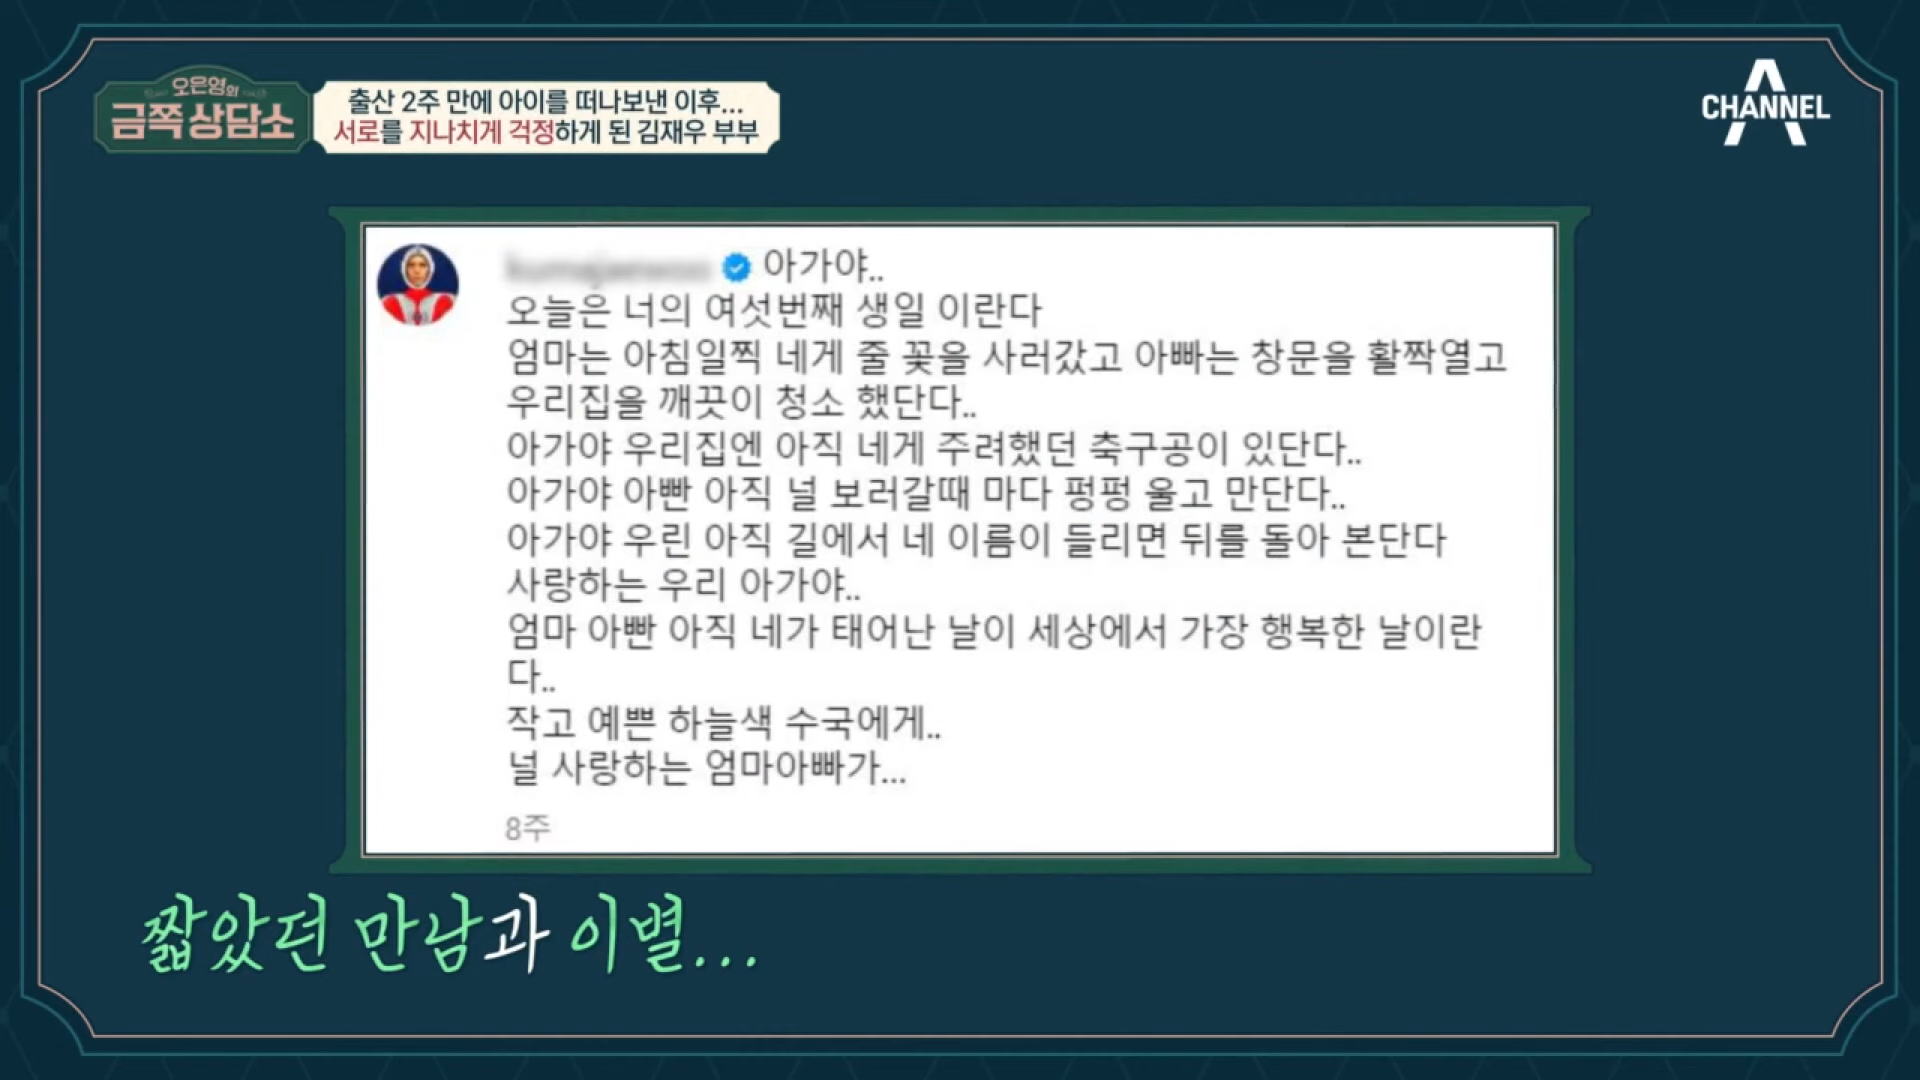 오은영의
금쪽 상담소
출산 2주 만에 아이를 떠나보낸 이후...
서로를 지나치게 걱정하게 된 김재우 부부
CHANNEL A
아가야..
오늘은 너의 여섯번째 생일 이란다
엄마는 아침일찍 네게 줄 꽃을 사러갔고 아빠는 창문을 활짝열고
우리집을 깨끗이 청소 했단다..
아가야 우리집엔 아직 네게 주려했던 축구공이 있단다..
아가야 아빤 아직 널 보러갈때 마다 펑펑 울고 만단다..
아가야 우린 아직 길에서 네 이름이 들리면 뒤를 돌아 본단다
사랑하는 우리 아가야..
엄마 아빤 아직 네가 태어난 날이 세상에서 가장 행복한 날이란
다..
작고 예쁜 하늘색 수국에게..
널 사랑하는 엄마아빠가...
8주
짧았던 만남과 이별...